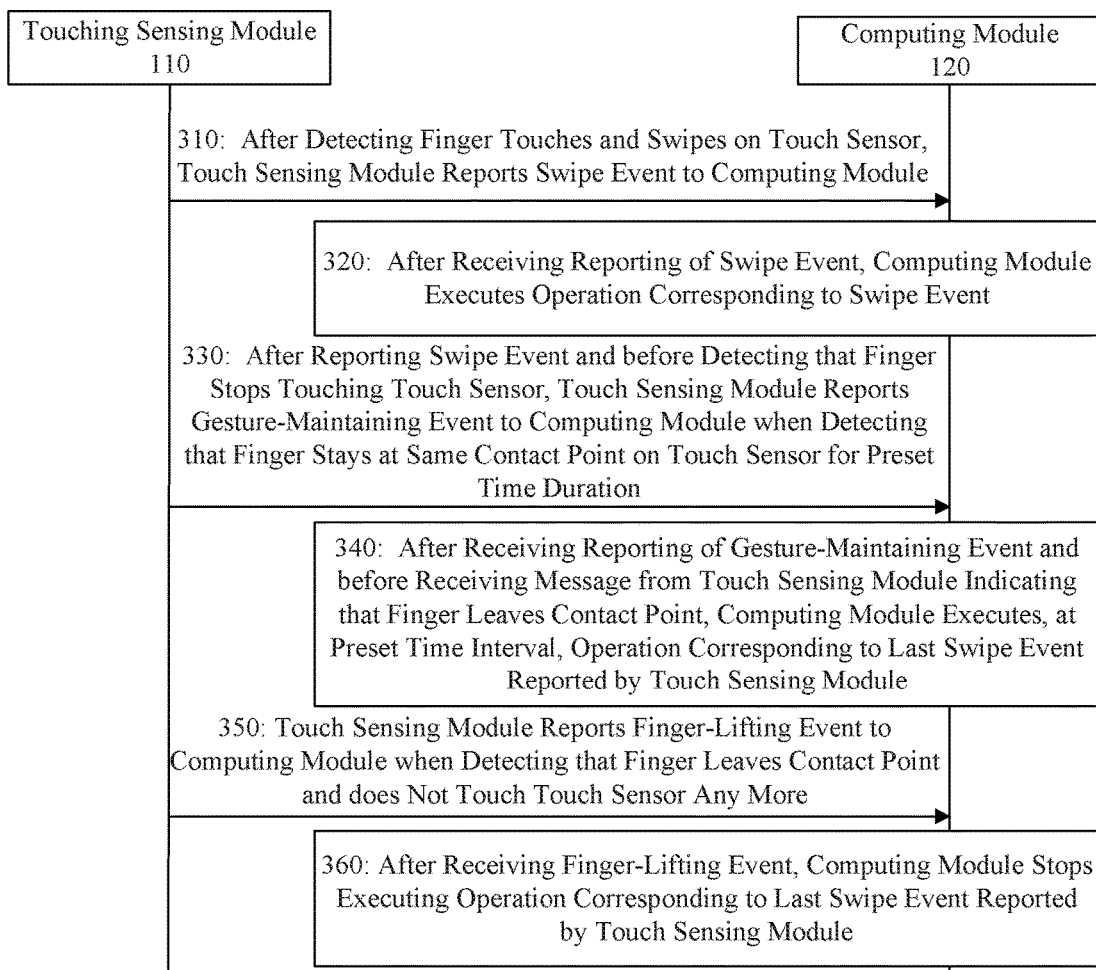 Touching Sensing Module
110
Computing Module
120
310: After Detecting Finger Touches and Swipes on Touch Sensor,
Touch Sensing Module Reports Swipe Event to Computing Module
320: After Receiving Reporting of Swipe Event, Computing Module
Executes Operation Corresponding to Swipe Event
330: After Reporting Swipe Event and before Detecting that Finger
Stops Touching Touch Sensor, Touch Sensing Module Reports
Gesture-Maintaining Event to Computing Module when Detecting
that Finger Stays at Same Contact Point on Touch Sensor for Preset
Time Duration
340: After Receiving Reporting of Gesture-Maintaining Event and
before Receiving Message from Touch Sensing Module Indicating
that Finger Leaves Contact Point, Computing Module Executes, at
Preset Time Interval, Operation Corresponding to Last Swipe Event
Reported by Touch Sensing Module
350: Touch Sensing Module Reports Finger-Lifting Event to
Computing Module when Detecting that Finger Leaves Contact Point
and does Not Touch Touch Sensor Any More
360: After Receiving Finger-Lifting Event, Computing Module Stops
Executing Operation Corresponding to Last Swipe Event Reported
by Touch Sensing Module